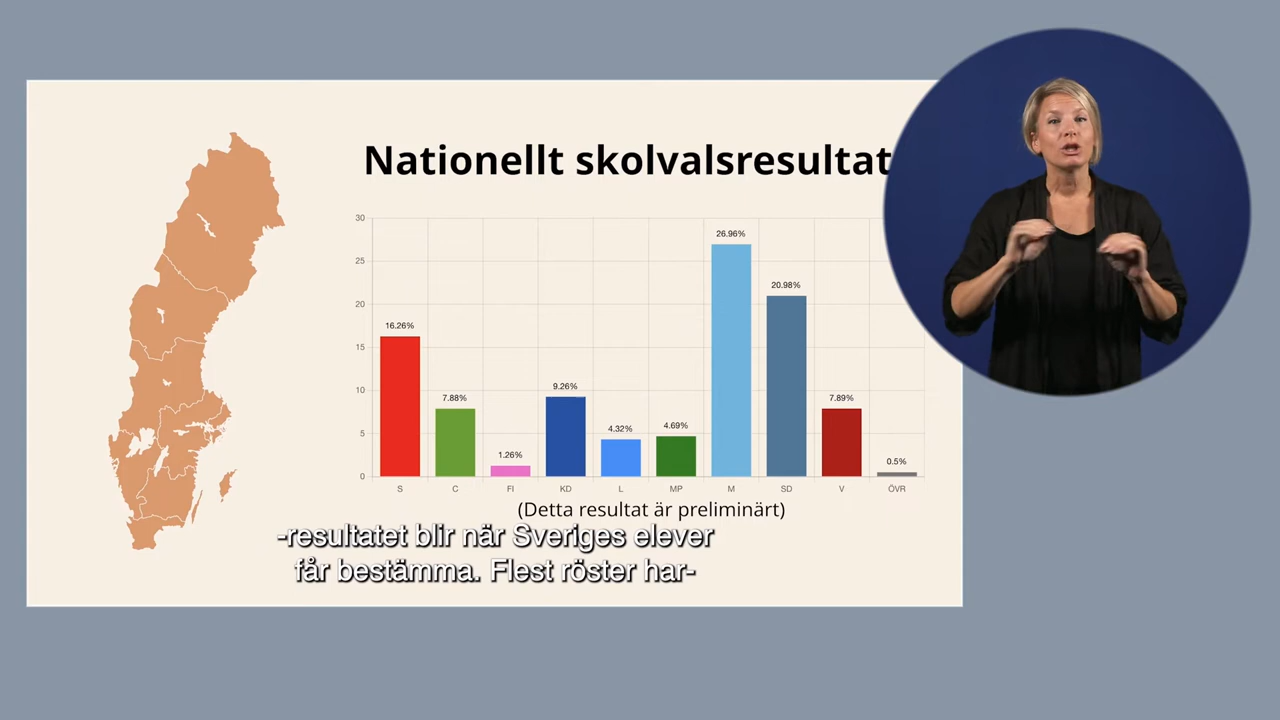 Nationellt skolvalsresultat
30
25
20
15
10
5
0
16.26%
7.88%
1.26%
9.26%
4.32%
4.69%
26.96%
20.98%
7.89%
0.5%
S
C
FI
KD
L
MP
M
SD
V
ÖVR
(Detta resultat är preliminärt)
-resultatet blir när Sveriges elever
får bestämma. Flest röster har-